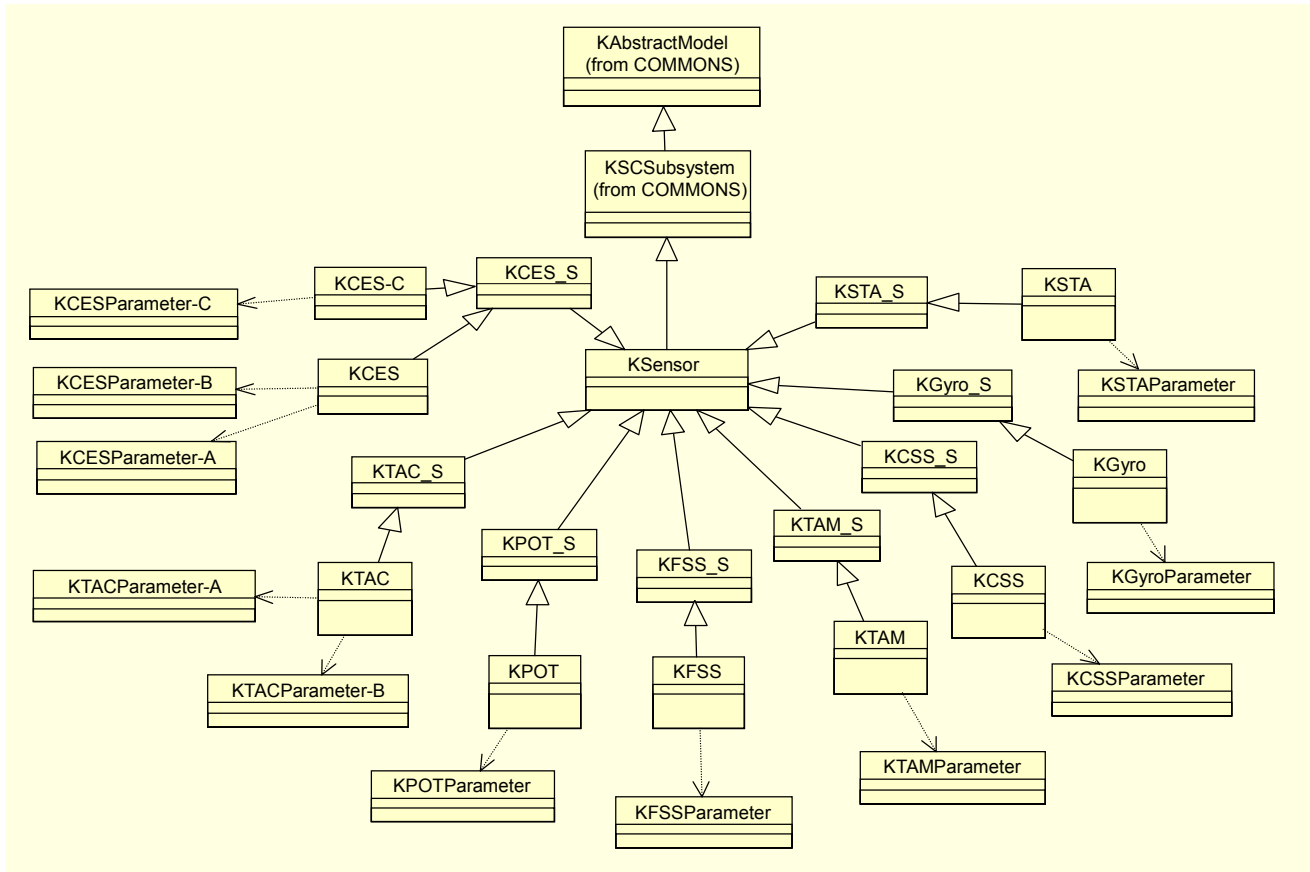 KAbstractModel
(from COMMONS)
KSCSubsystem
(from COMMONS)
KCES_S
KCES-C
KSTA_S
KSTA
KCESParameter-C
KSensor
KCES
KCESParameter-B
KGyro_S
KSTAParameter
KCESParameter-A
KTAC_S
KCSS_S
KGyro
KPOT_S
KTAM_S
KFSS_S
KTACParameter-A
KTAC
KCSS
KGyroParameter
KTAM
KTACParameter-B
KPOT
KFSS
KCSSParameter
KPOTParameter
KTAMParameter
KFSSParameter